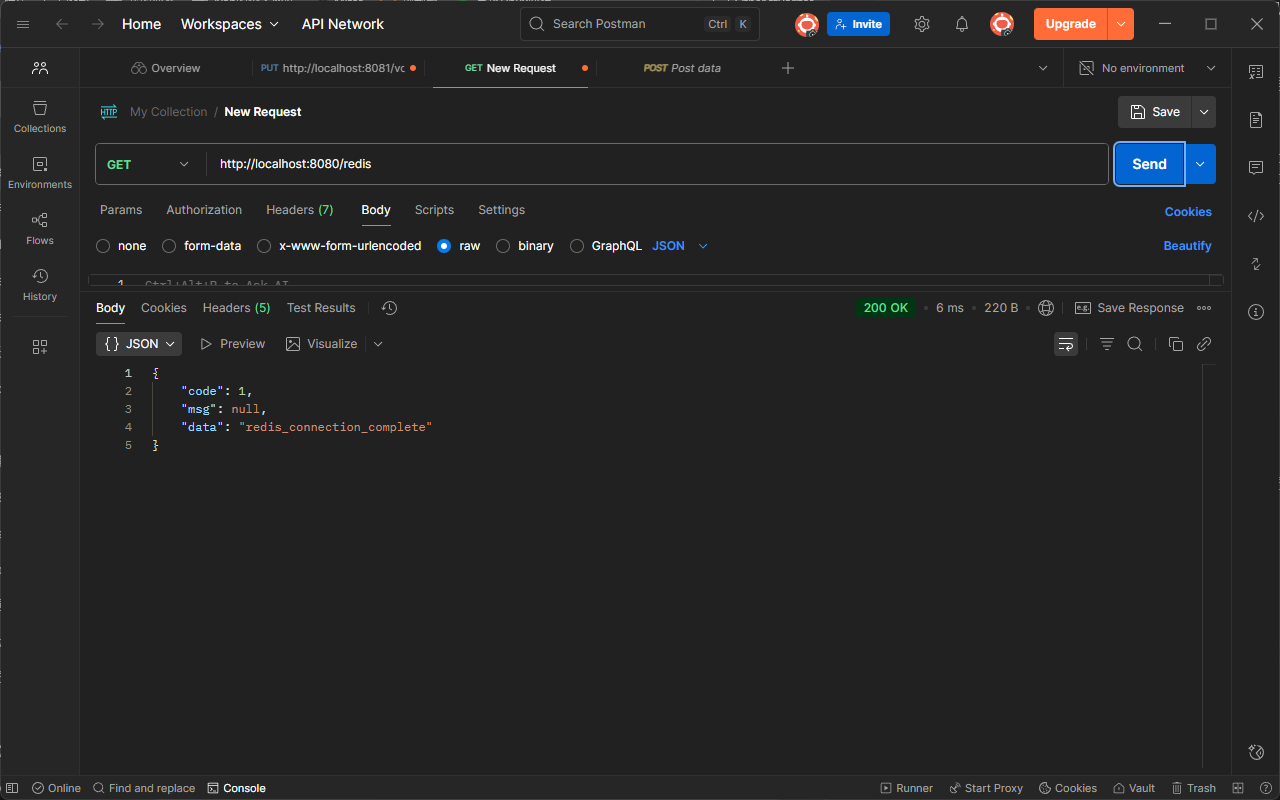 Home Workspaces API Network Search Postman Ctrl K Invite Upgrade
Overview PUT http://localhost:8081/vc GET New Request POST Post data No environment
HTTP My Collection / New Request Save
Collections
GET http://localhost:8080/redis Send
Environments
Params Authorization Headers (7) Body Scripts Settings Cookies
Flows
none form-data x-www-form-urlencoded raw binary GraphQL JSON Beautify
History
1 Ctrl+Alt+P to Ask AI
Body Cookies Headers (5) Test Results 200 OK 6 ms 220 B e.g. Save Response
{ } JSON Preview Visualize
1 {
2 "code": 1,
3 "msg": null,
4 "data": "redis_connection_complete"
5 }
Online Find and replace Console Runner Start Proxy Cookies Vault Trash